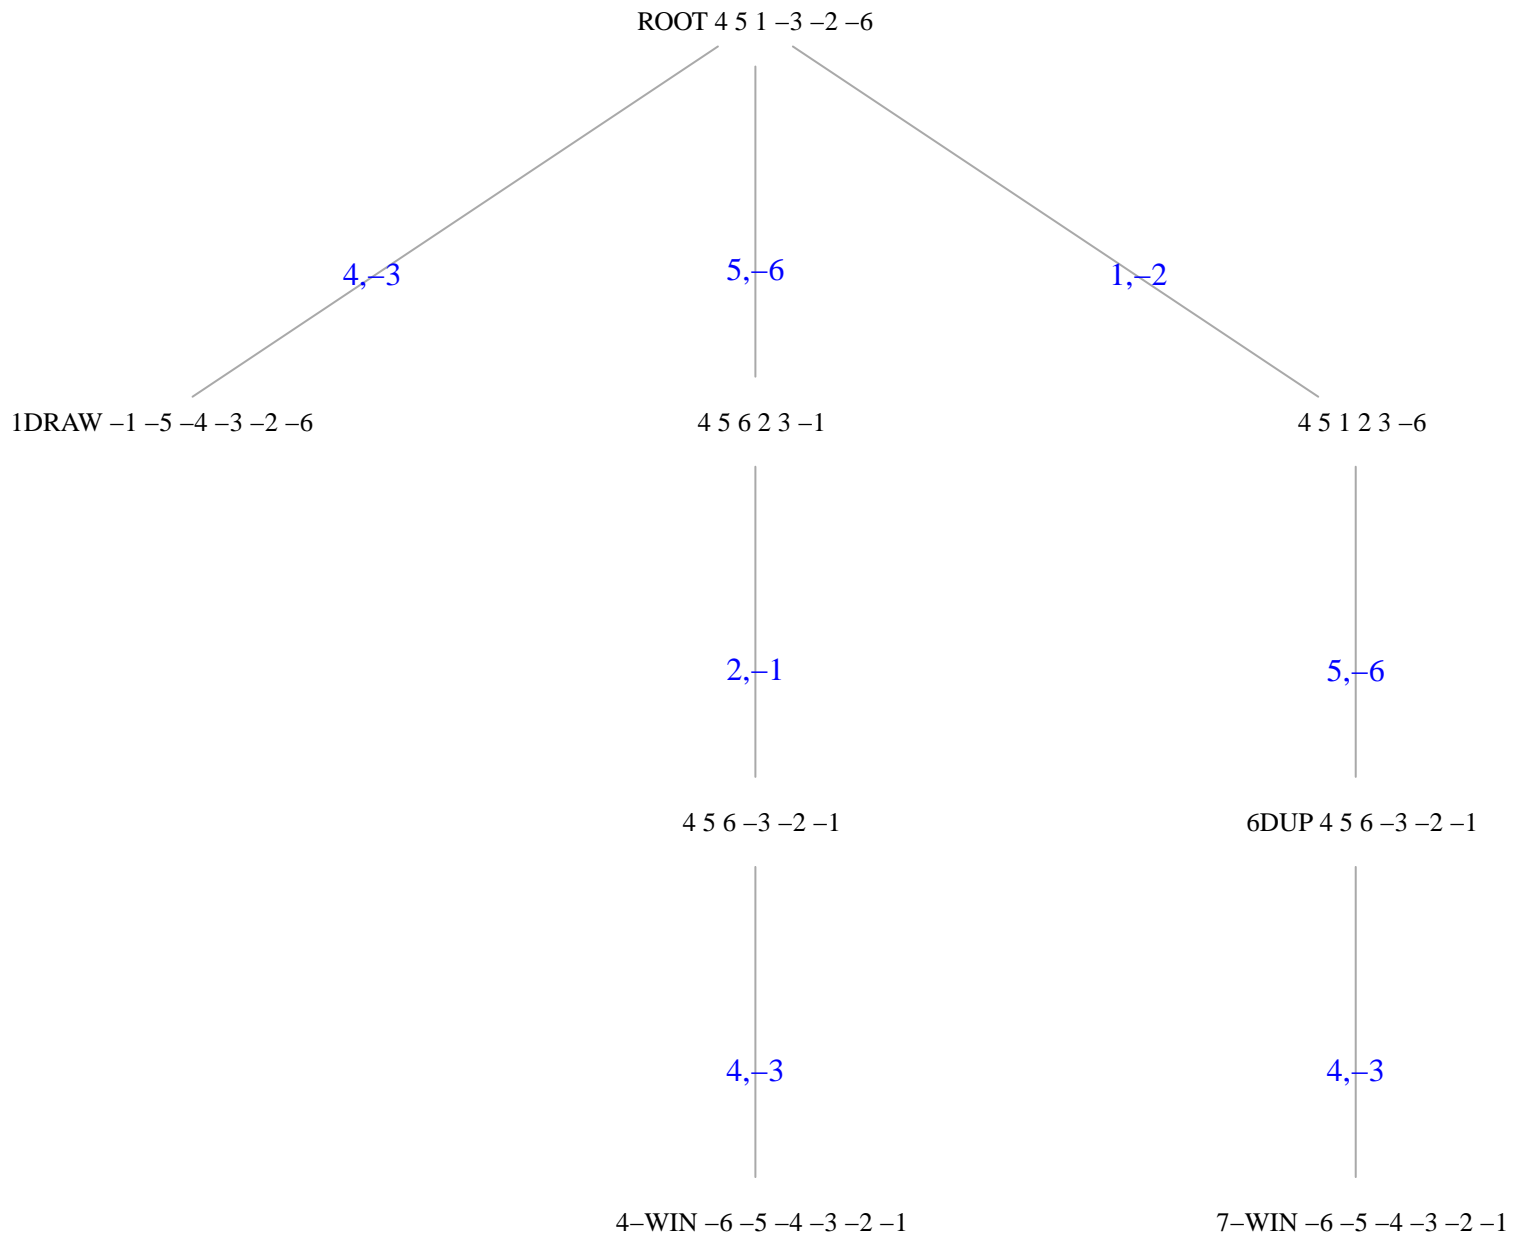 ROOT 4 5 1 –3 –2 –6
4,–3
5,–6
1,–2
1DRAW –1 –5 –4 –3 –2 –6
4 5 6 2 3 –1
4 5 1 2 3 –6
2,–1
5,–6
4 5 6 –3 –2 –1
6DUP 4 5 6 –3 –2 –1
4,–3
4,–3
4–WIN –6 –5 –4 –3 –2 –1
7–WIN –6 –5 –4 –3 –2 –1